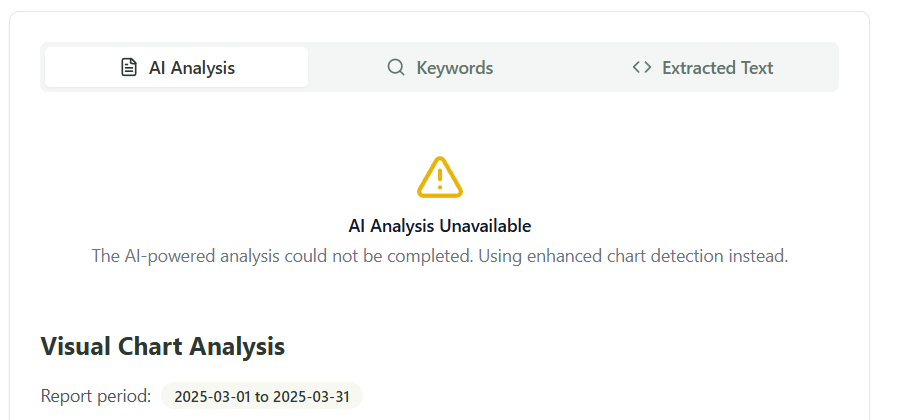 AI Analysis
Keywords
Extracted Text
AI Analysis Unavailable
The AI-powered analysis could not be completed. Using enhanced chart detection instead.
Visual Chart Analysis
Report period: 2025-03-01 to 2025-03-31